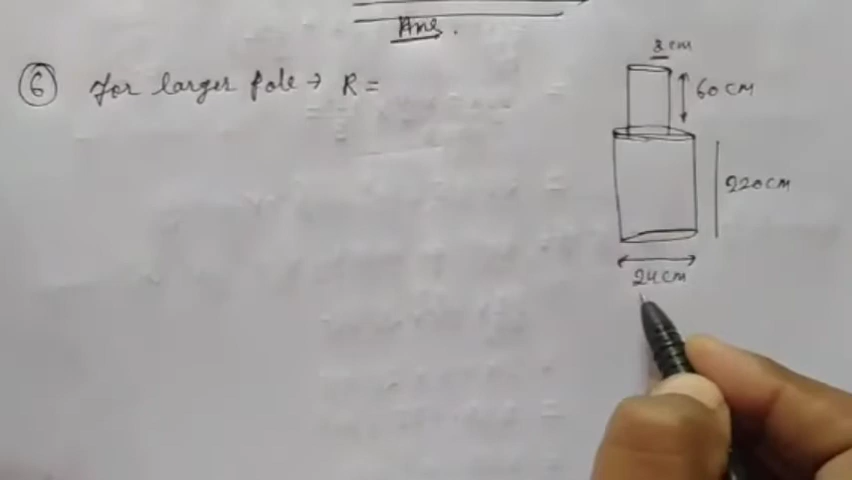 Ans.
⑥ For larger pole → R =
8 cm
60 cm
220 cm
24 cm